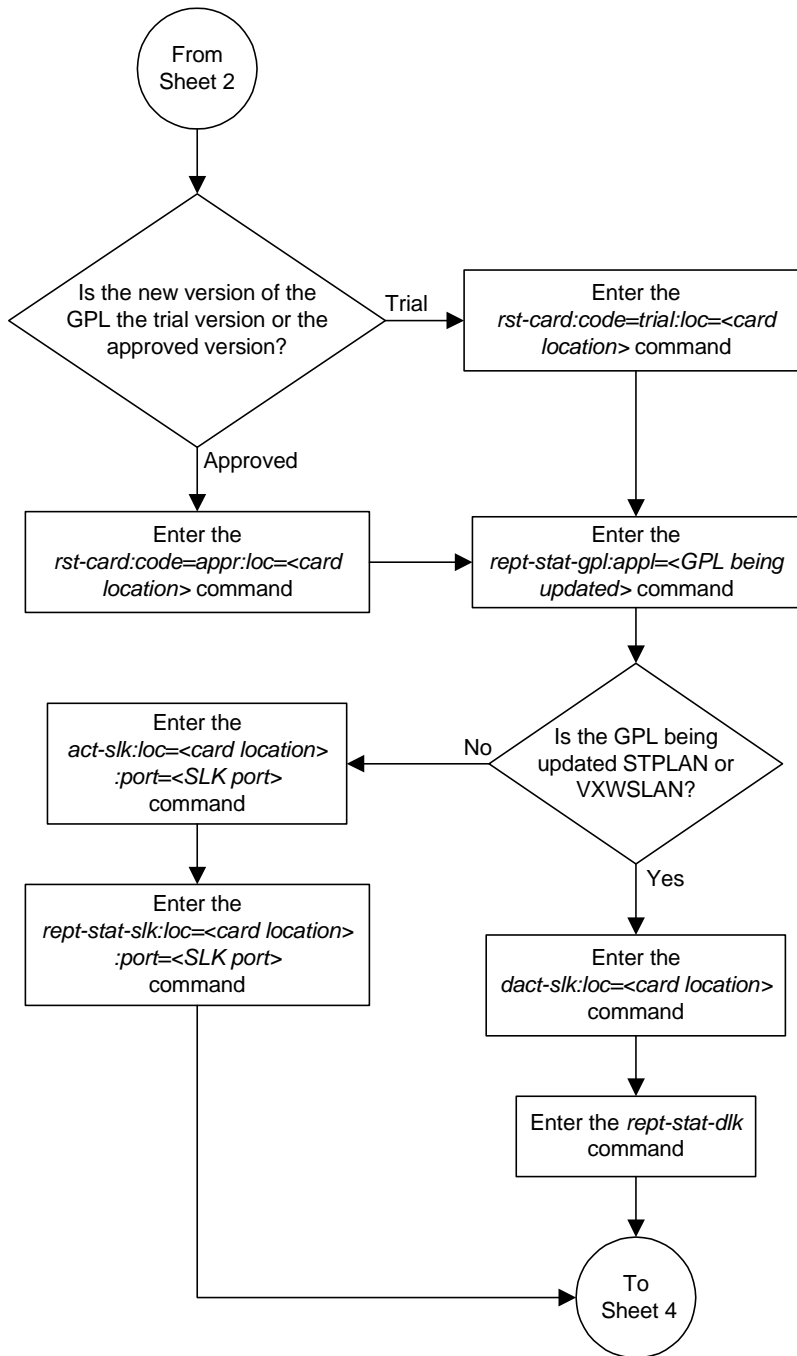 From
Sheet 2
Is the new version of the
GPL the trial version or the
approved version?
Trial
Enter the
rst-card:code=trial:loc=<card
location> command
Approved
Enter the
rst-card:code=appr:loc=<card
location> command
Enter the
rept-stat-gpl:appl=<GPL being
updated> command
Is the GPL being
updated STPLAN or
VXWSLAN?
No
Enter the
act-slk:loc=<card location>
:port=<SLK port>
command
Enter the
rept-stat-slk:loc=<card location>
:port=<SLK port>
command
Yes
Enter the
dact-slk:loc=<card location>
command
Enter the rept-stat-dlk
command
To
Sheet 4